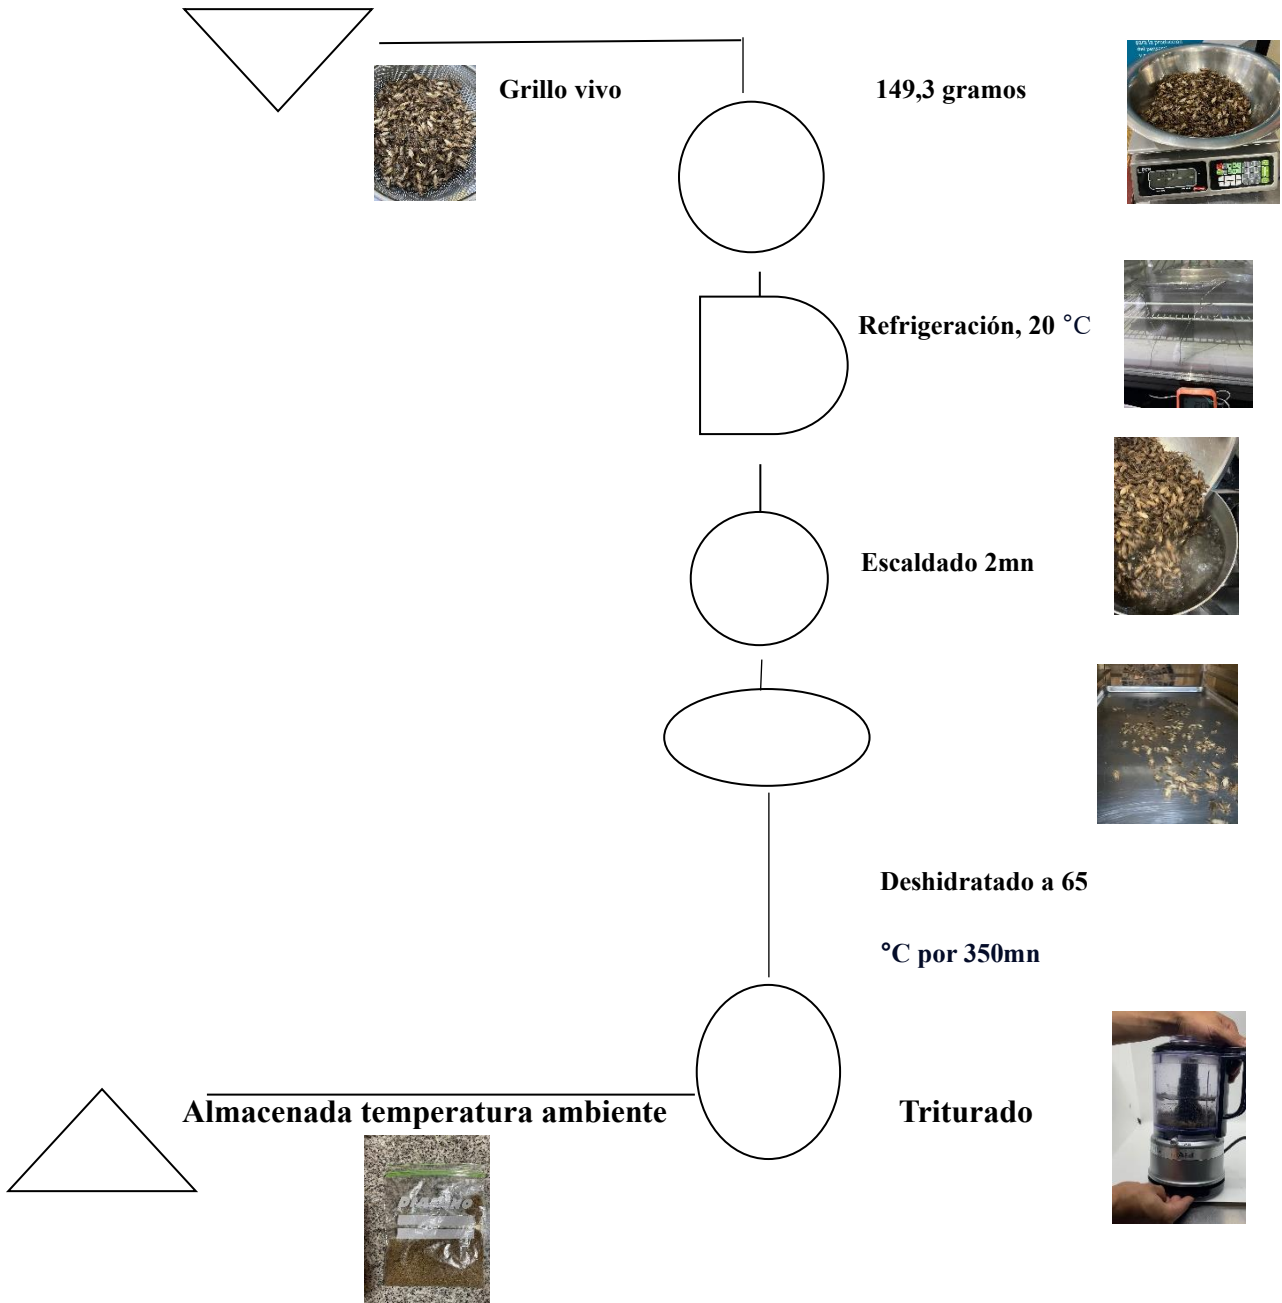 Grillo vivo
149,3 gramos
Refrigeración, 20 °C
Escaldado 2mn
Deshidratado a 65
°C por 350mn
Almacenada temperatura ambiente
Triturado